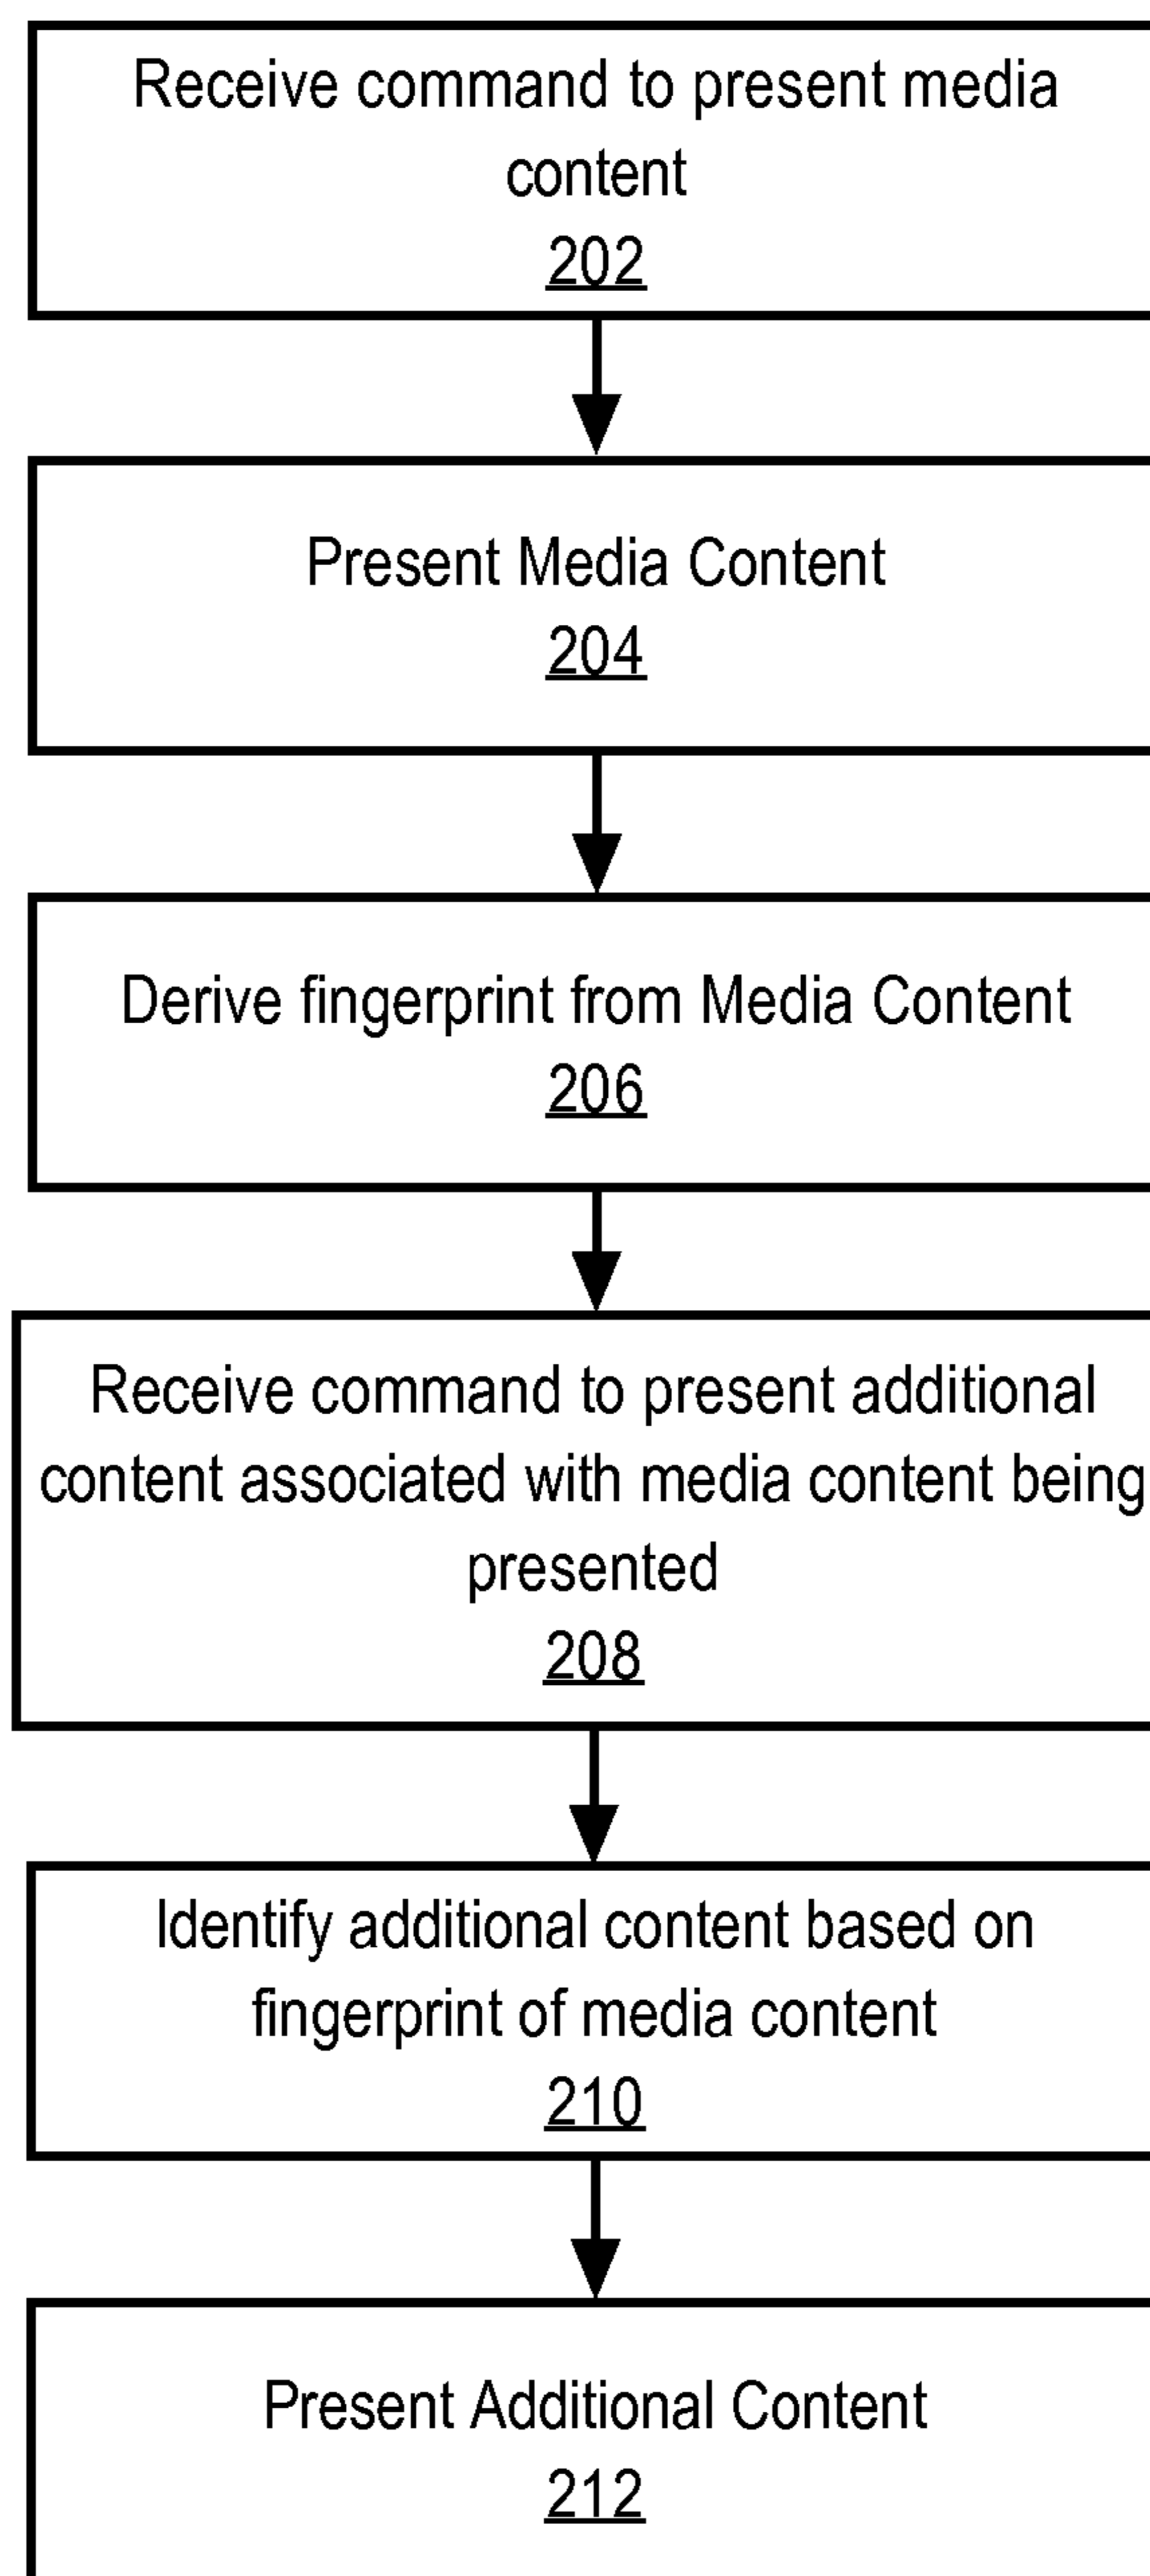 Receive command to present media
content
202
Present Media Content
204
Derive fingerprint from Media Content
206
Receive command to present additional
content associated with media content being
presented
208
Identify additional content based on
fingerprint of media content
210
Present Additional Content
212